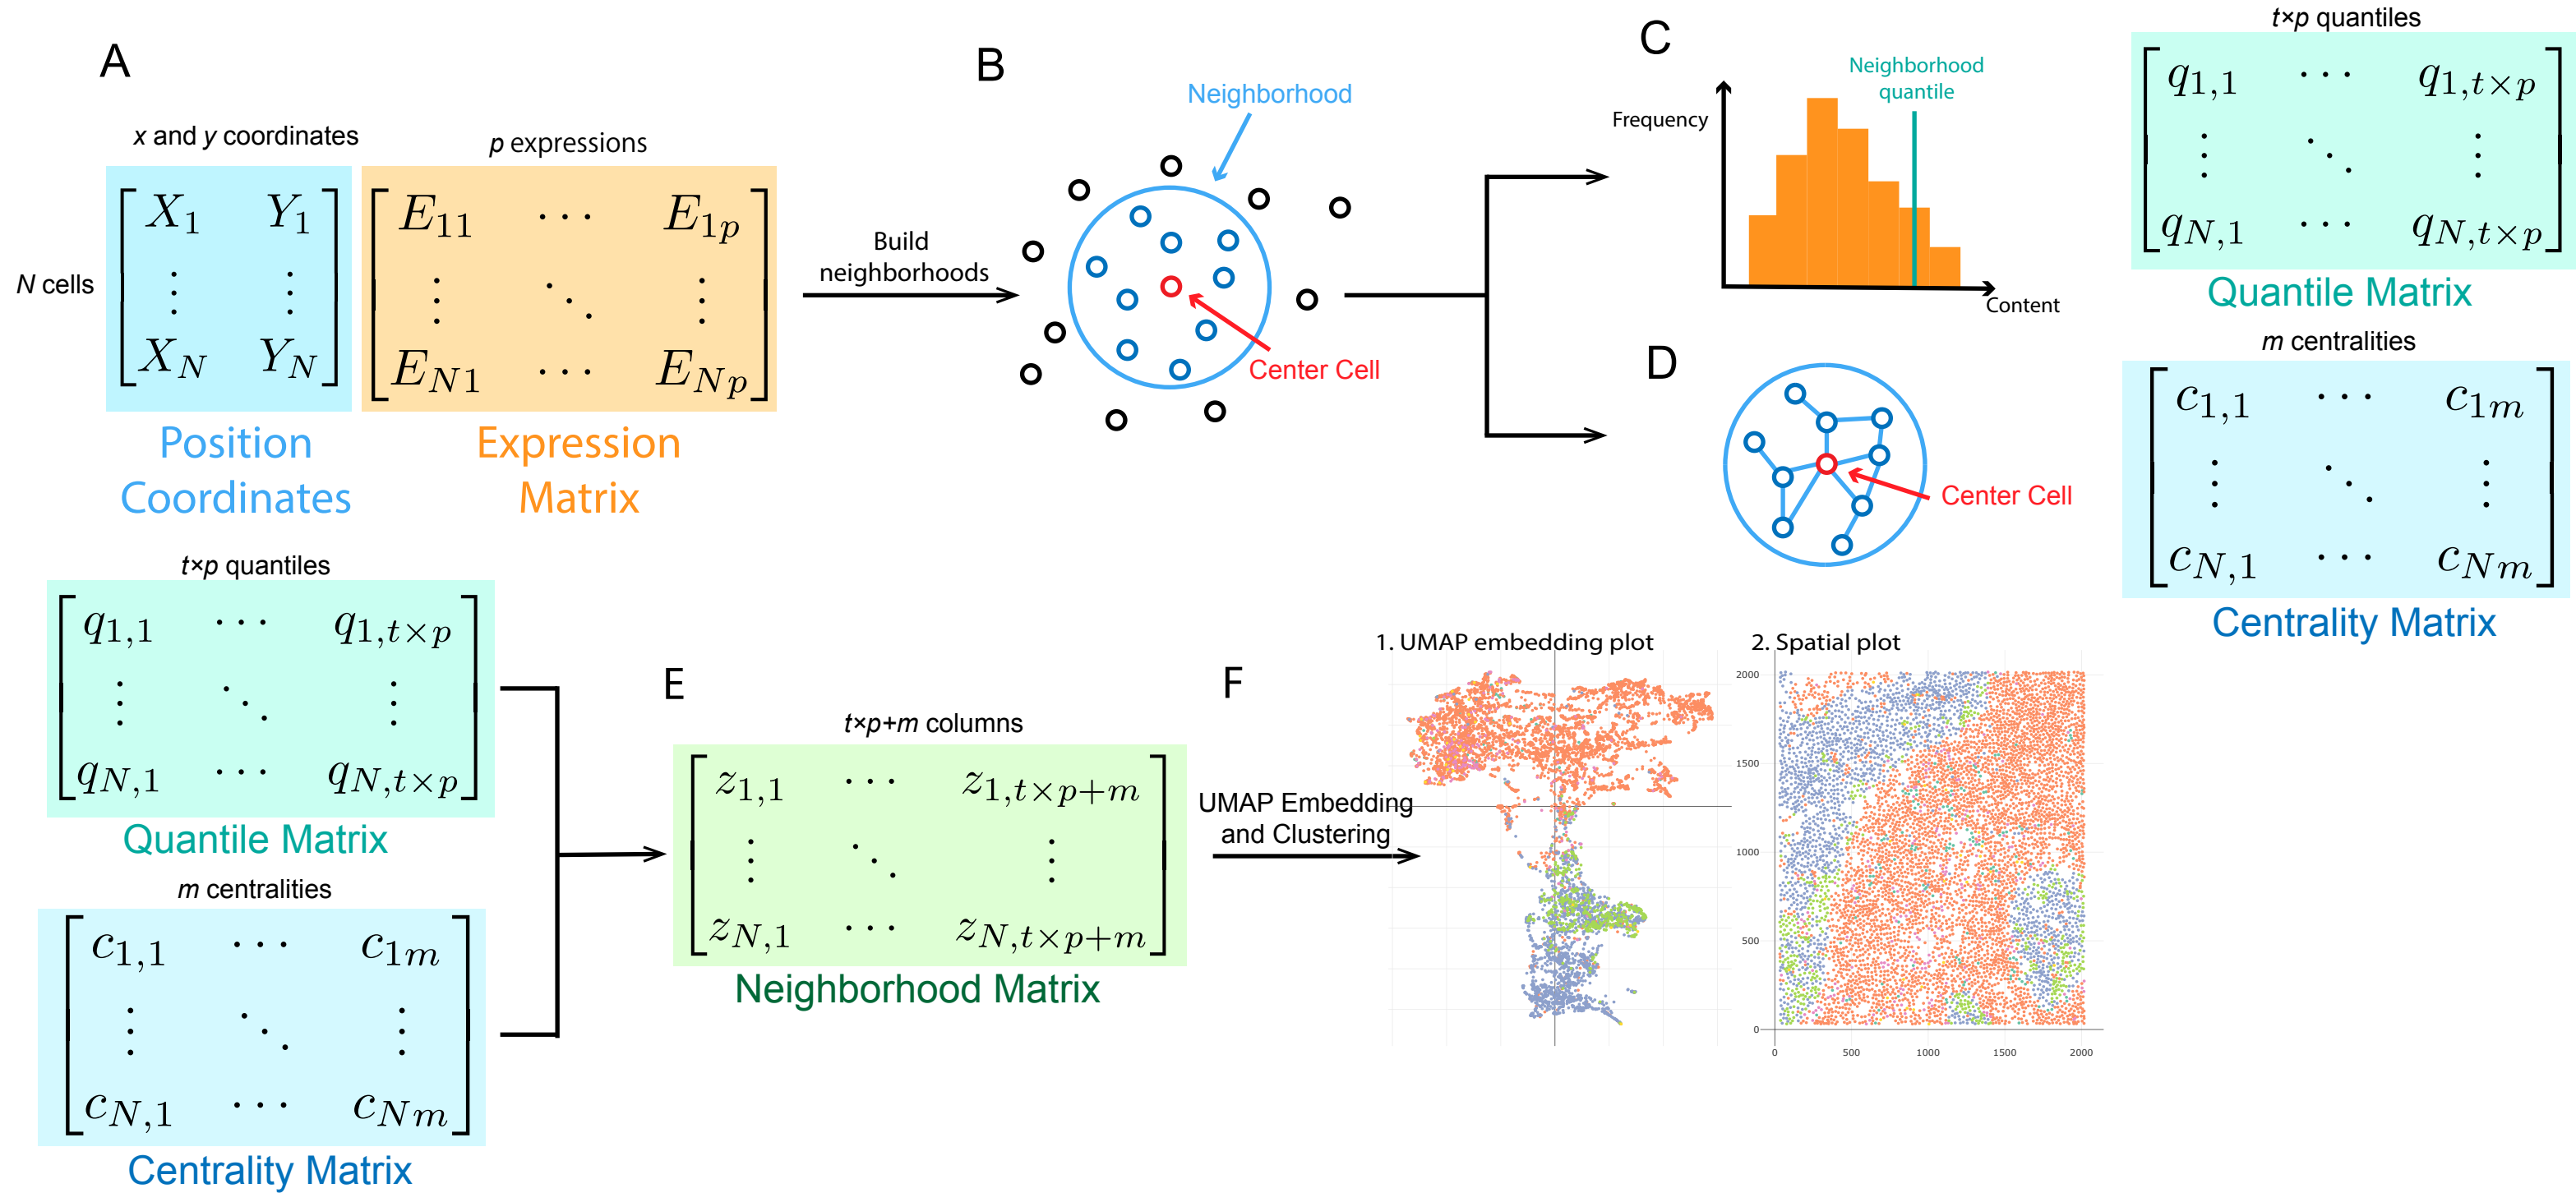 A
x and y coordinates
p expressions
N cells
X1 Y1
⋮ ⋮
XN YN
E11 ⋯ E1p
⋮ ⋱ ⋮
EN1 ⋯ ENp
Position
Coordinates
Expression
Matrix
Build
neighborhoods
B
Neighborhood
Center Cell
C
Neighborhood
quantile
Frequency
Content
t×p quantiles
q1,1 ⋯ q1,t×p
⋮ ⋱ ⋮
qN,1 ⋯ qN,t×p
Quantile Matrix
D
Center Cell
m centralities
c1,1 ⋯ c1m
⋮ ⋱ ⋮
cN,1 ⋯ cNm
Centrality Matrix
t×p quantiles
q1,1 ⋯ q1,t×p
⋮ ⋱ ⋮
qN,1 ⋯ qN,t×p
Quantile Matrix
m centralities
c1,1 ⋯ c1m
⋮ ⋱ ⋮
cN,1 ⋯ cNm
Centrality Matrix
E
t×p+m columns
z1,1 ⋯ z1,t×p+m
⋮ ⋱ ⋮
zN,1 ⋯ zN,t×p+m
Neighborhood Matrix
UMAP Embedding
and Clustering
F
1. UMAP embedding plot
2. Spatial plot
2000
1500
1000
500
0
0 500 1000 1500 2000